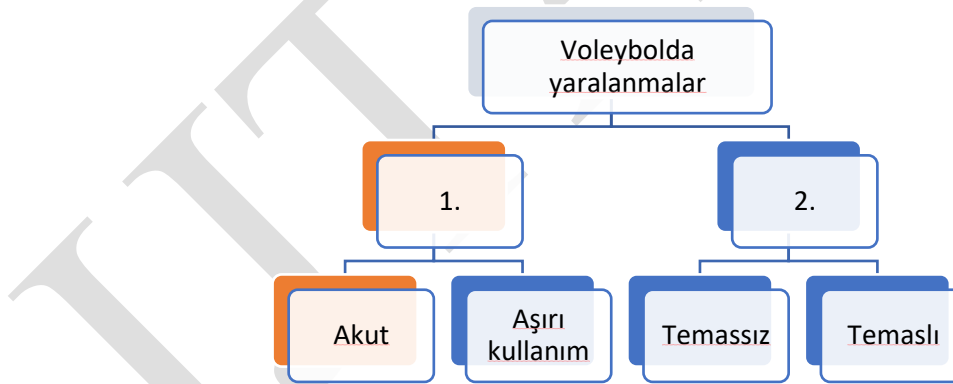 Voleybolda
yaralanmalar
1.
2.
Akut
Aşırı
kullanım
Temassız
Temaslı